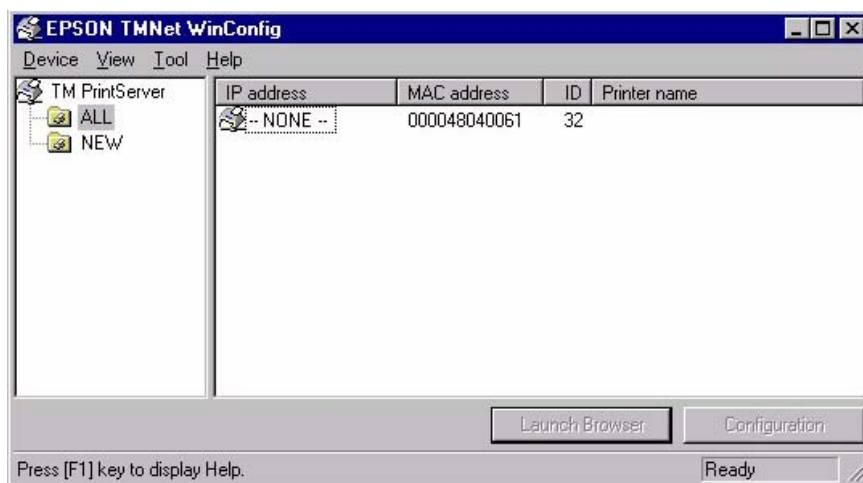 EPSON TMNet WinConfig
Device View Tool Help
TM PrintServer
ALL
NEW
IP address MAC address ID Printer name
-- NONE -- 000048040061 32
Launch Browser Configuration
Press [F1] key to display Help. Ready